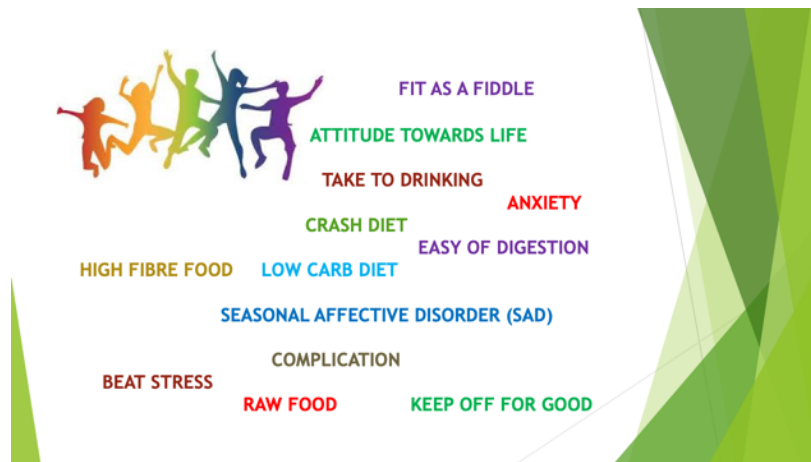 FIT AS A FIDDLE
ATTITUDE TOWARDS LIFE
TAKE TO DRINKING
ANXIETY
CRASH DIET
EASY OF DIGESTION
HIGH FIBRE FOOD
LOW CARB DIET
SEASONAL AFFECTIVE DISORDER (SAD)
COMPLICATION
BEAT STRESS
RAW FOOD
KEEP OFF FOR GOOD